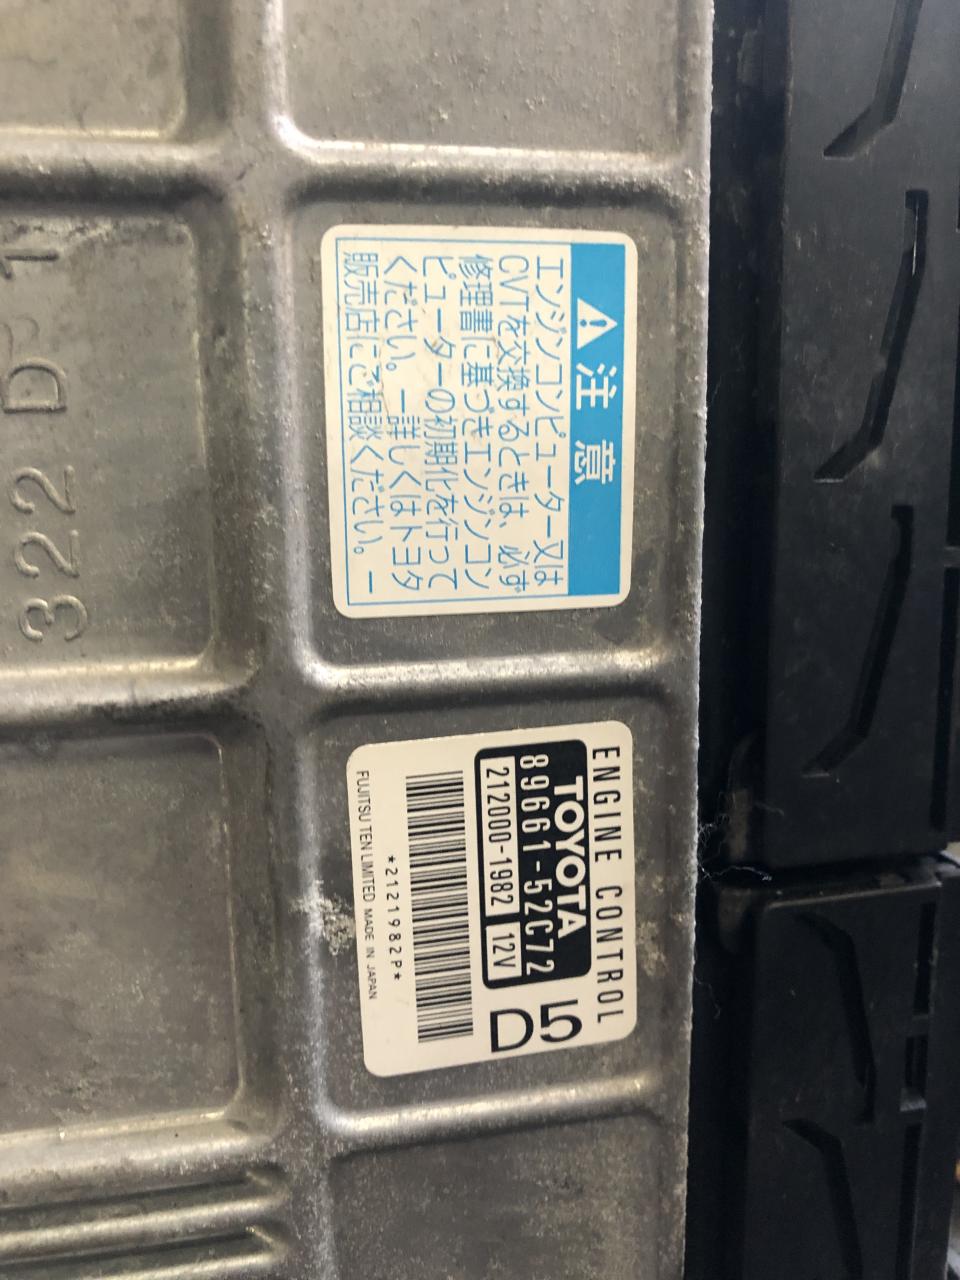 ⚠ 注意
エンジンコンピューター又は
CVTを交換するときは、必ず
修理書に基づきエンジンコン
ピューターの初期化を行って
ください。ー詳しくはトヨタ
販売店にご相談ください。ー
ENGINE CONTROL
TOYOTA
89661-52C72
212000-1982 12V
D5
*2121982P*
FUJITSU TEN LIMITED MADE IN JAPAN
322 D 1